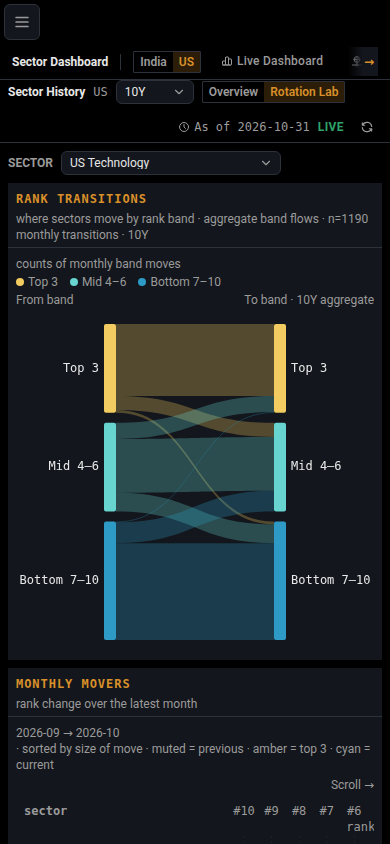 Sector Dashboard India US Live Dashboard →
Sector History US 10Y Overview Rotation Lab
As of 2026-10-31 LIVE
SECTOR US Technology
RANK TRANSITIONS
where sectors move by rank band · aggregate band flows · n=1190
monthly transitions · 10Y
counts of monthly band moves
Top 3 Mid 4–6 Bottom 7–10
From band To band · 10Y aggregate
Top 3 Top 3
Mid 4–6 Mid 4–6
Bottom 7–10 Bottom 7–10
MONTHLY MOVERS
rank change over the latest month
2026-09 → 2026-10
· sorted by size of move · muted = previous · amber = top 3 · cyan =
current
Scroll →
sector #10 #9 #8 #7 #6
rank